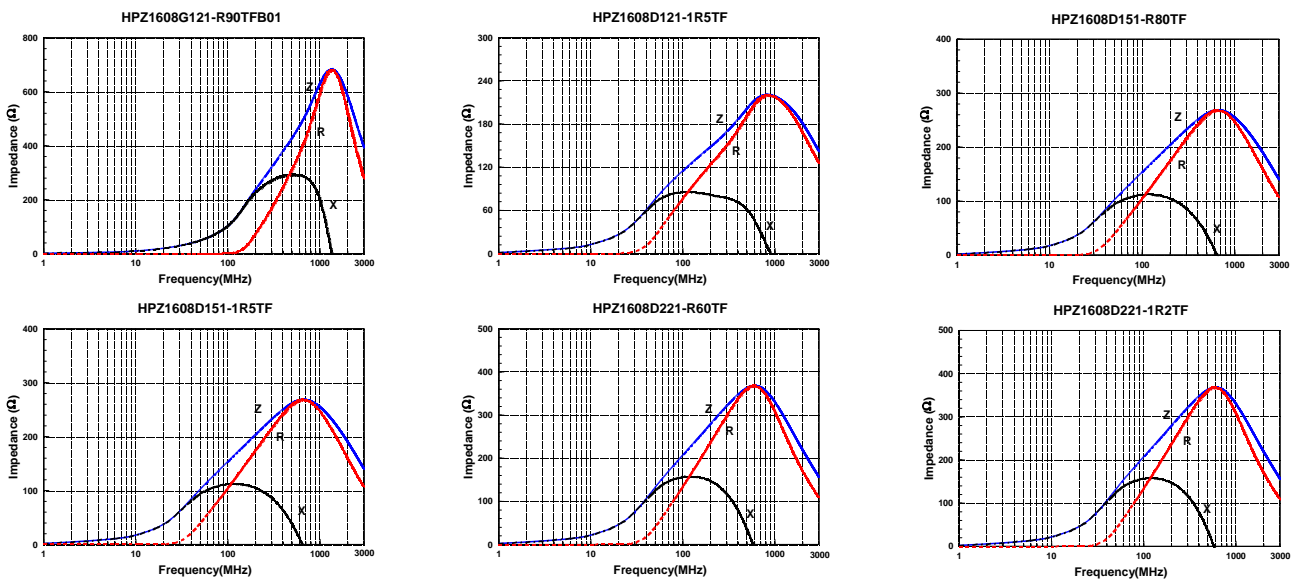 HPZ1608G121-R90TFB01
800
600
400
200
0
Impedance (Ω)
Z
R
X
1
10
100
1000
3000
Frequency(MHz)
HPZ1608D121-1R5TF
300
240
180
120
60
0
Impedance (Ω)
Z
R
X
1
10
100
1000
3000
Frequency(MHz)
HPZ1608D151-R80TF
400
300
200
100
0
Impedance (Ω)
Z
R
X
1
10
100
1000
3000
Frequency(MHz)
HPZ1608D151-1R5TF
400
300
200
100
0
Impedance (Ω)
Z
R
X
1
10
100
1000
3000
Frequency(MHz)
HPZ1608D221-R60TF
500
400
300
200
100
0
Impedance (Ω)
Z
R
X
1
10
100
1000
3000
Frequency(MHz)
HPZ1608D221-1R2TF
500
400
300
200
100
0
Impedance (Ω)
Z
R
X
1
10
100
1000
3000
Frequency(MHz)